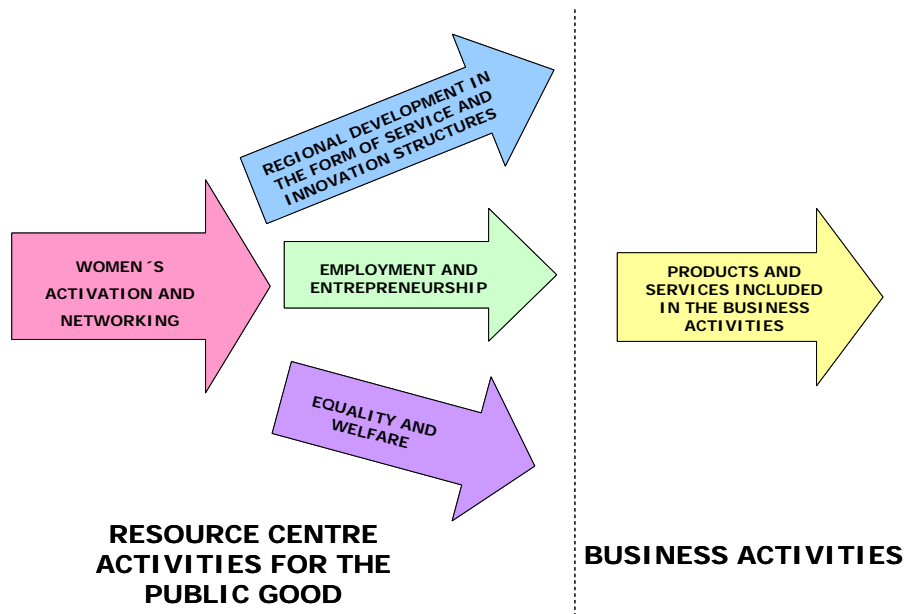 REGIONAL DEVELOPMENT IN
THE FORM OF SERVICE AND
INNOVATION STRUCTURES
WOMEN´S
ACTIVATION AND
NETWORKING
EMPLOYMENT AND
ENTREPRENEURSHIP
PRODUCTS AND
SERVICES INCLUDED
IN THE BUSINESS
ACTIVITIES
EQUALITY AND
WELFARE
RESOURCE CENTRE
ACTIVITIES FOR THE
PUBLIC GOOD
BUSINESS ACTIVITIES